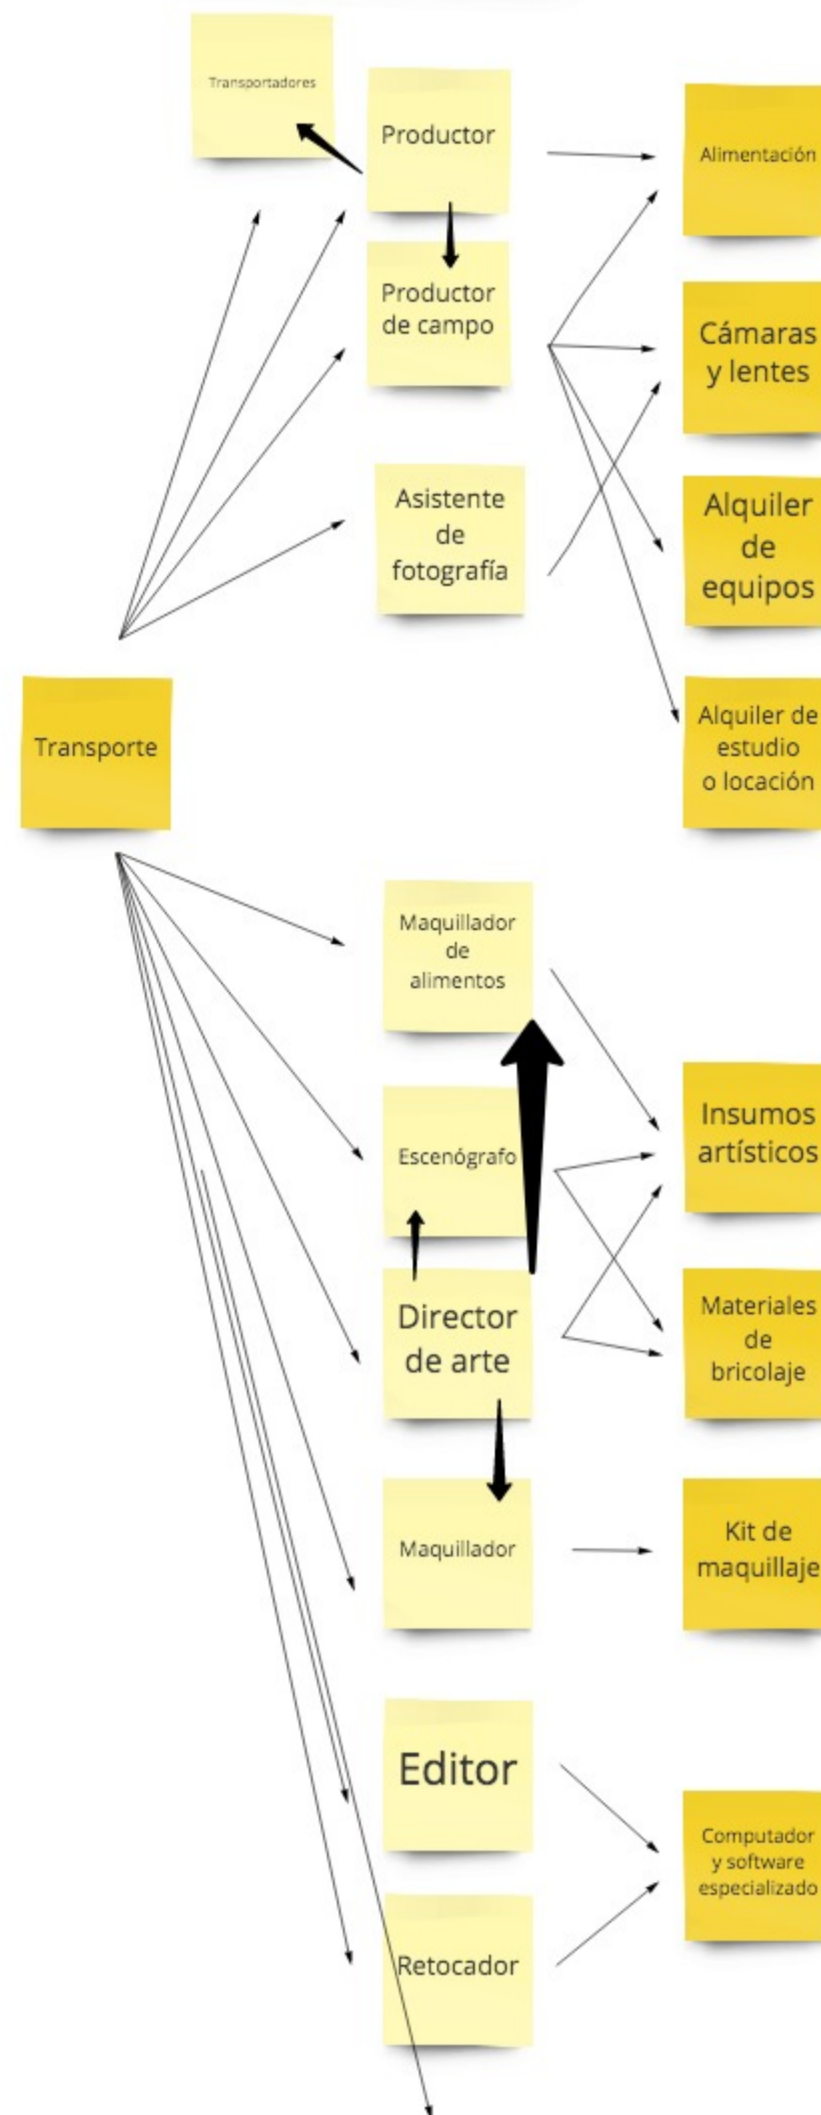 Transportadores
Productor
Alimentación
Productor
de campo
Cámaras
y lentes
Asistente
de
fotografía
Alquiler
de
equipos
Transporte
Alquiler de
estudio
o locación
Maquillador
de
alimentos
Escenógrafo
Insumos
artísticos
Director
de arte
Materiales
de
bricolaje
Maquillador
Kit de
maquillaje
Editor
Computador
y software
especializado
Retocador